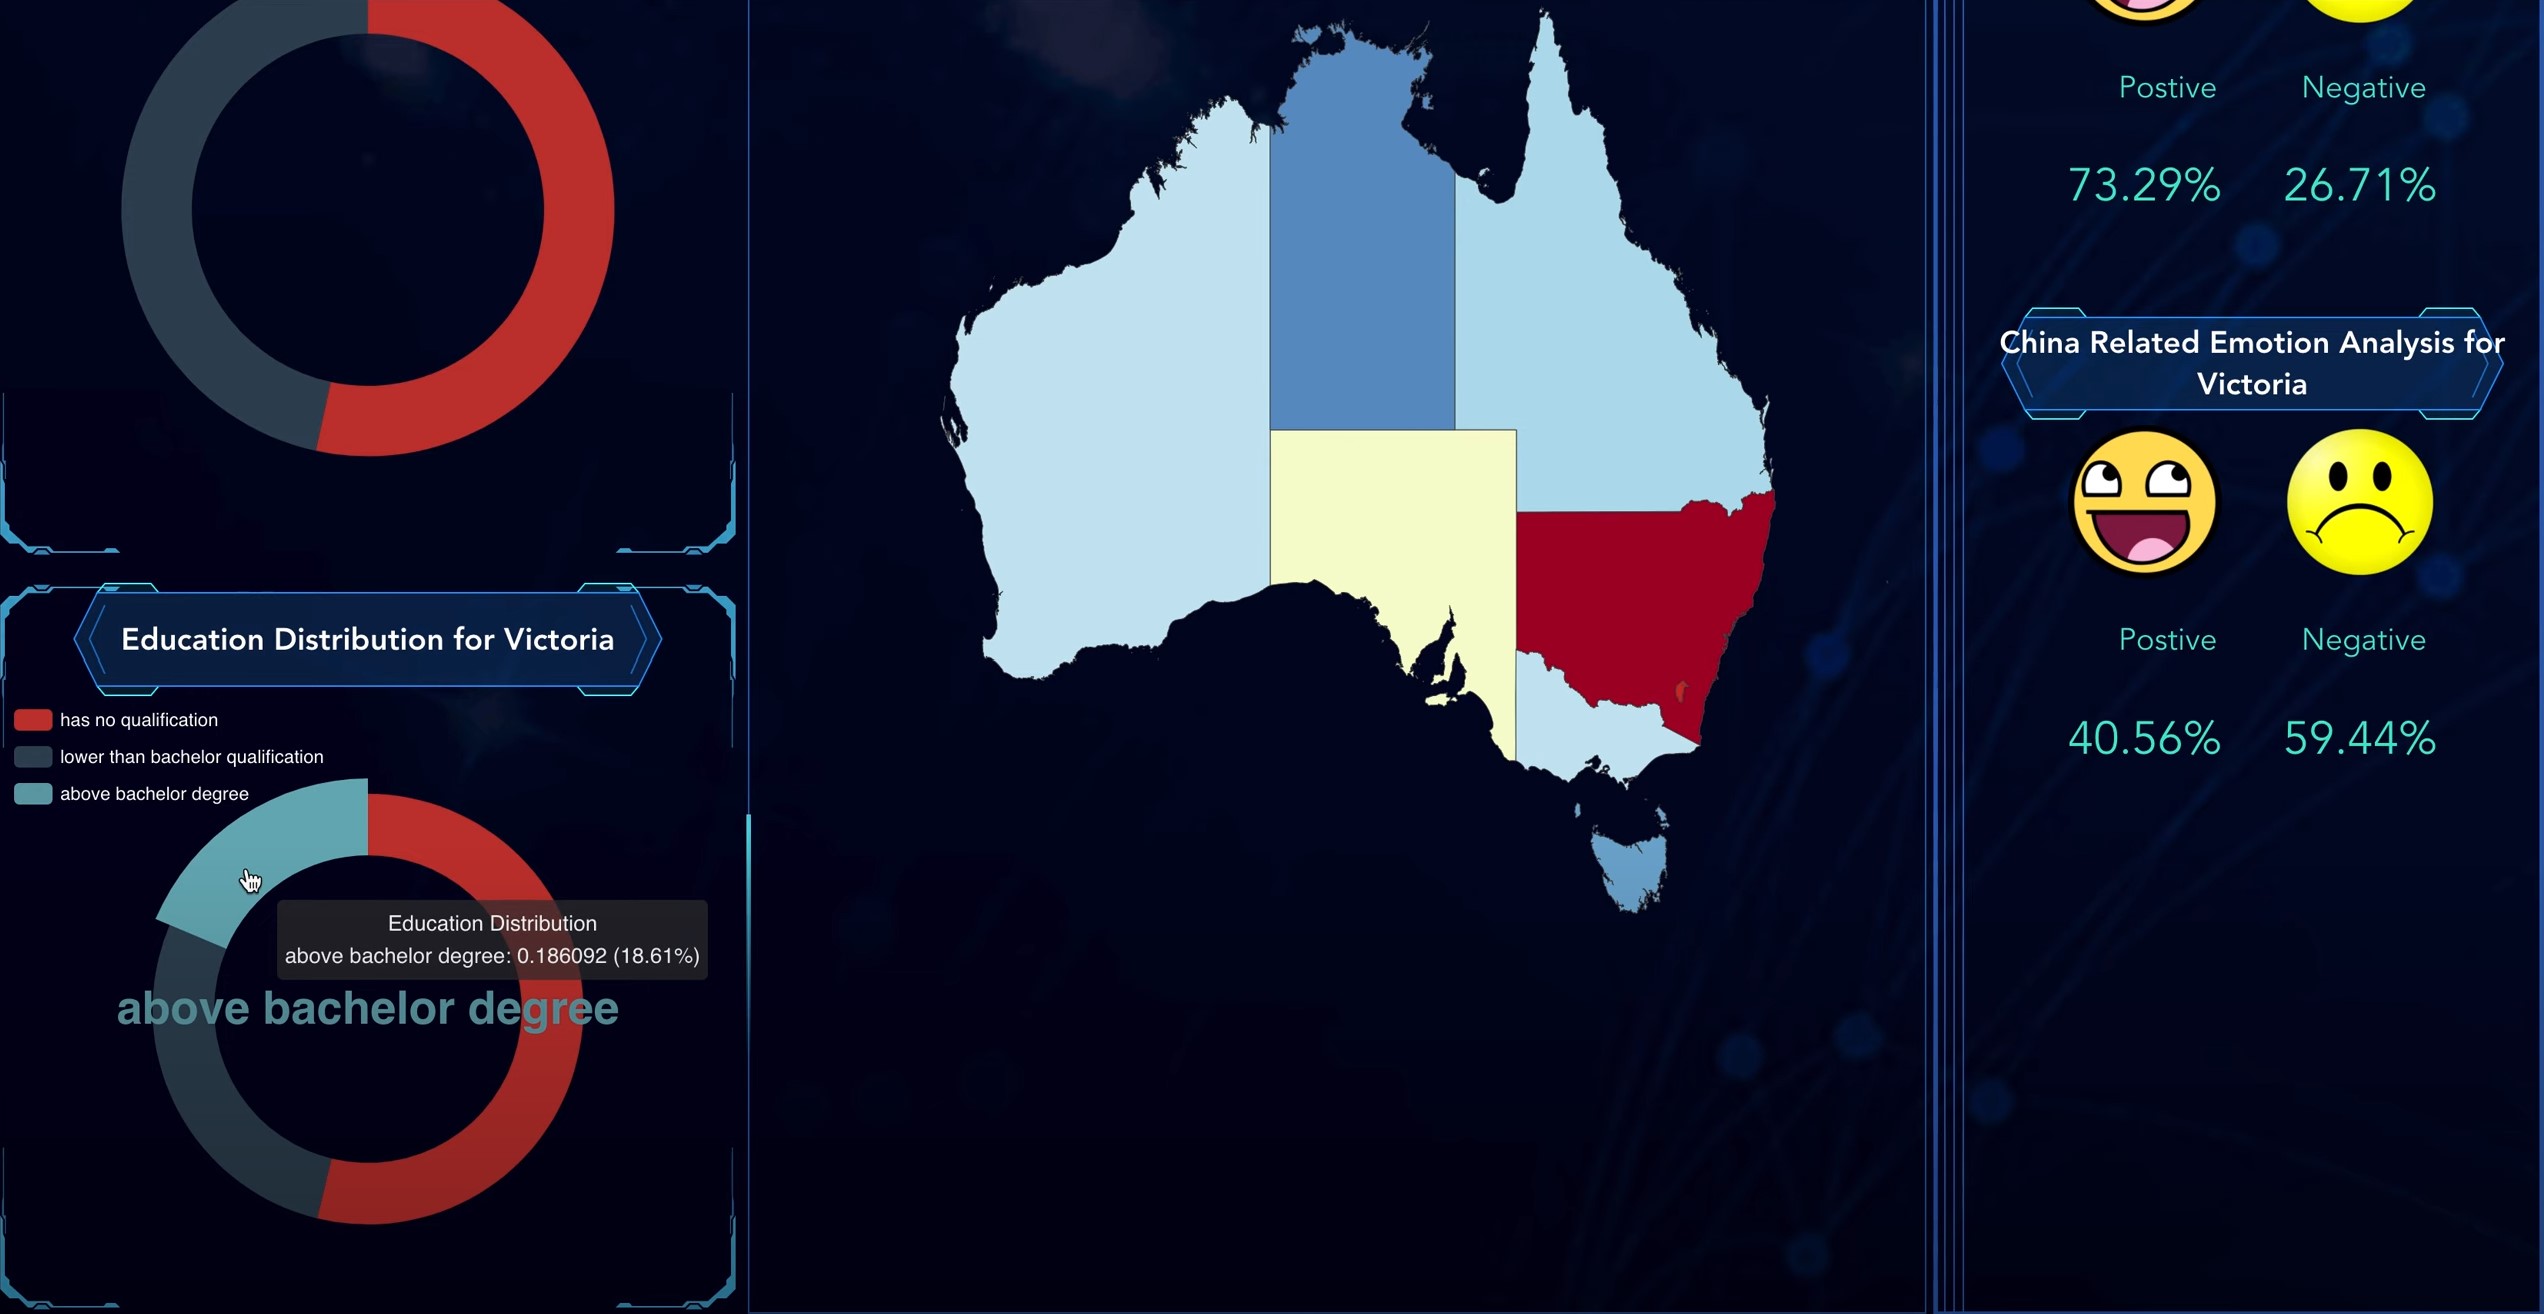 Postive
Negative
73.29%
26.71%
China Related Emotion Analysis for
Victoria
Postive
Negative
40.56%
59.44%
Education Distribution for Victoria
has no qualification
lower than bachelor qualification
above bachelor degree
Education Distribution
above bachelor degree: 0.186092 (18.61%)
above bachelor degree